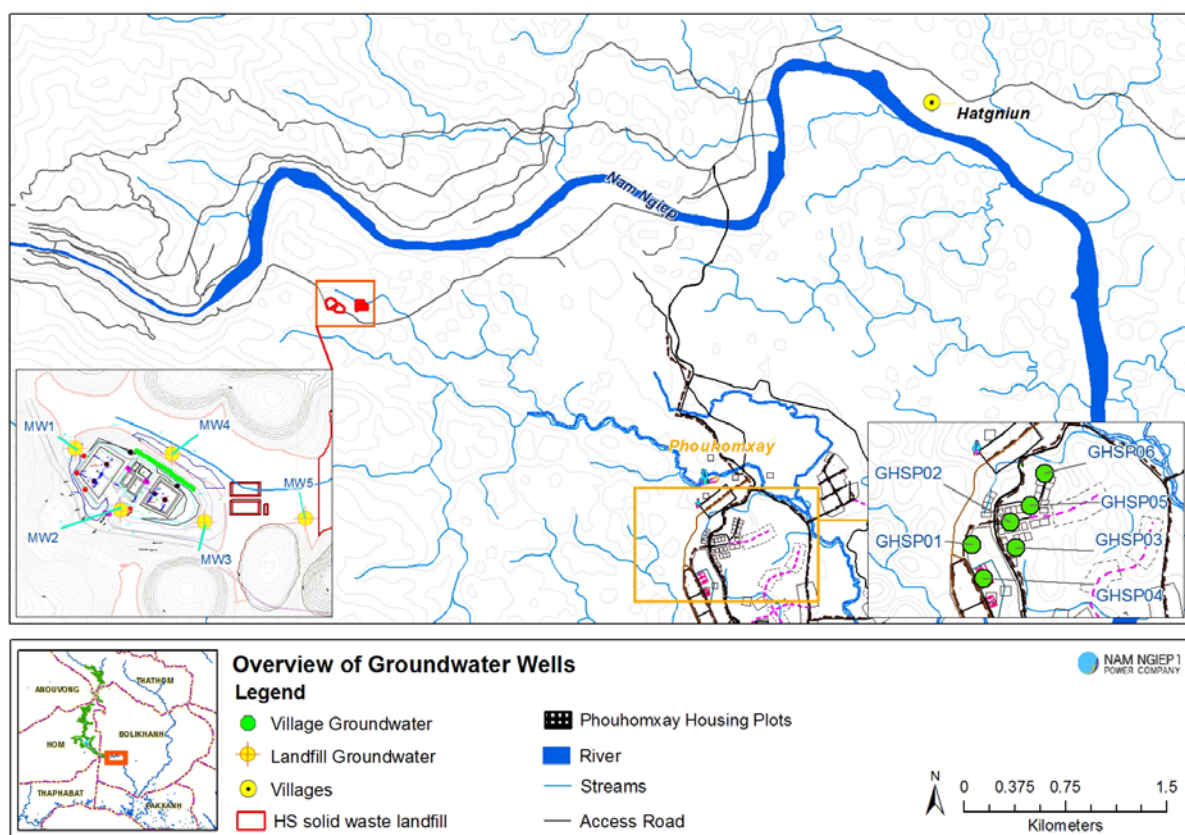 Hatgniun
Nam Ngiep
Phouhomxay
MW1
MW4
MW5
MW2
MW3
GHSP06
GHSP02
GHSP05
GHSP01
GHSP03
GHSP04
Overview of Groundwater Wells
Legend
Village Groundwater
Landfill Groundwater
Villages
HS solid waste landfill
Phouhomxay Housing Plots
River
Streams
Access Road
NAM NGIEP 1
POWER COMPANY
N
0 0.375 0.75 1.5
Kilometers
ANOUVONG
THATHOM
BOLIKHANH
HOM
THAPHABAT
PAKXANH